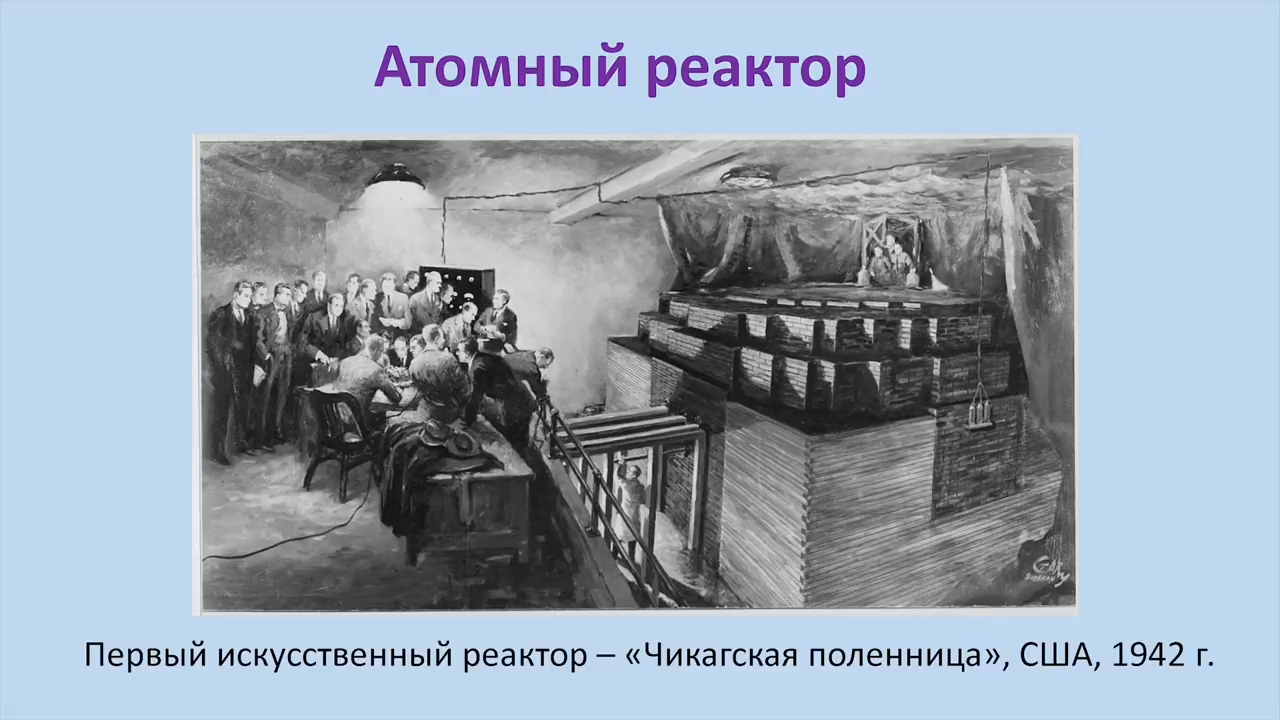 Атомный реактор
Первый искусственный реактор – «Чикагская поленница», США, 1942 г.